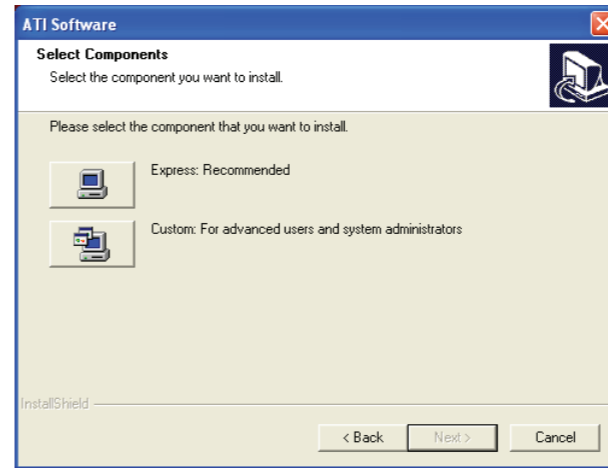 ATI Software
Select Components
Select the component you want to install.
Please select the component that you want to install.
Express: Recommended
Custom: For advanced users and system administrators
InstallShield
< Back
Next >
Cancel